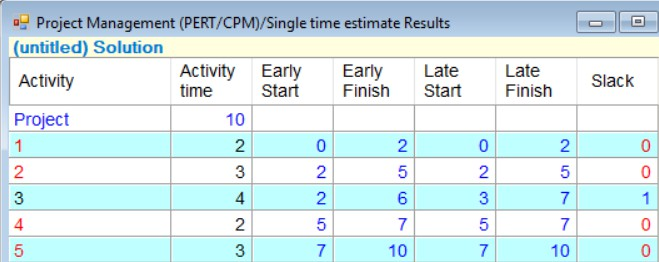 Project Management (PERT/CPM)/Single time estimate Results
(untitled) Solution
Activity Activity time Early Start Early Finish Late Start Late Finish Slack
Project 10
1 2 0 2 0 2 0
2 3 2 5 2 5 0
3 4 2 6 3 7 1
4 2 5 7 5 7 0
5 3 7 10 7 10 0